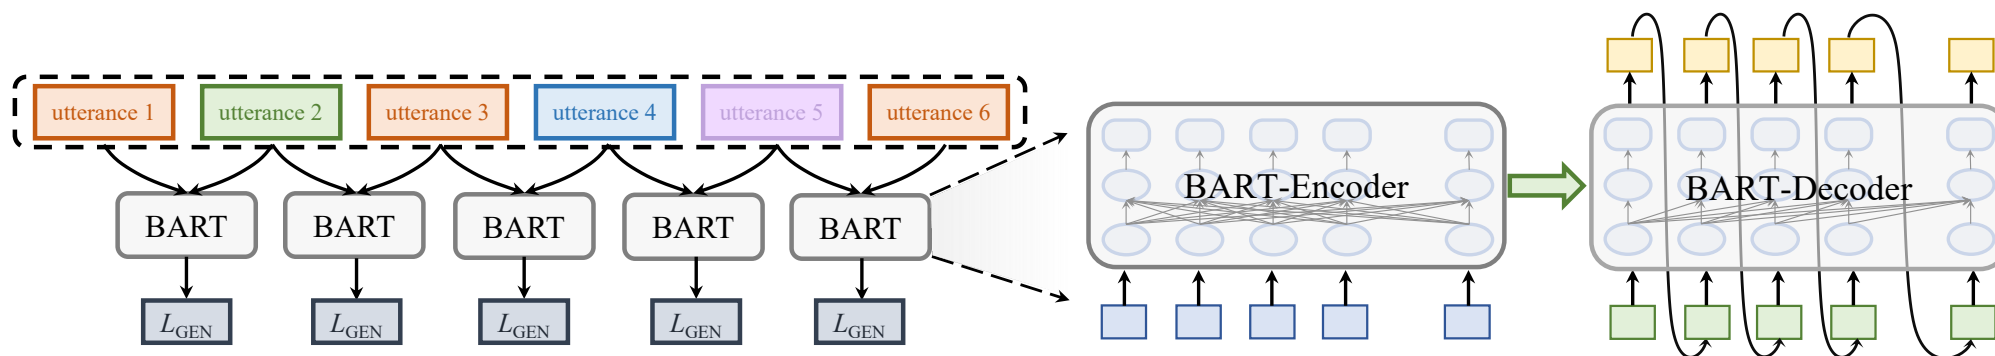 utterance 1 utterance 2 utterance 3 utterance 4 utterance 5 utterance 6
BART BART BART BART BART
L_GEN L_GEN L_GEN L_GEN L_GEN
BART-Encoder BART-Decoder